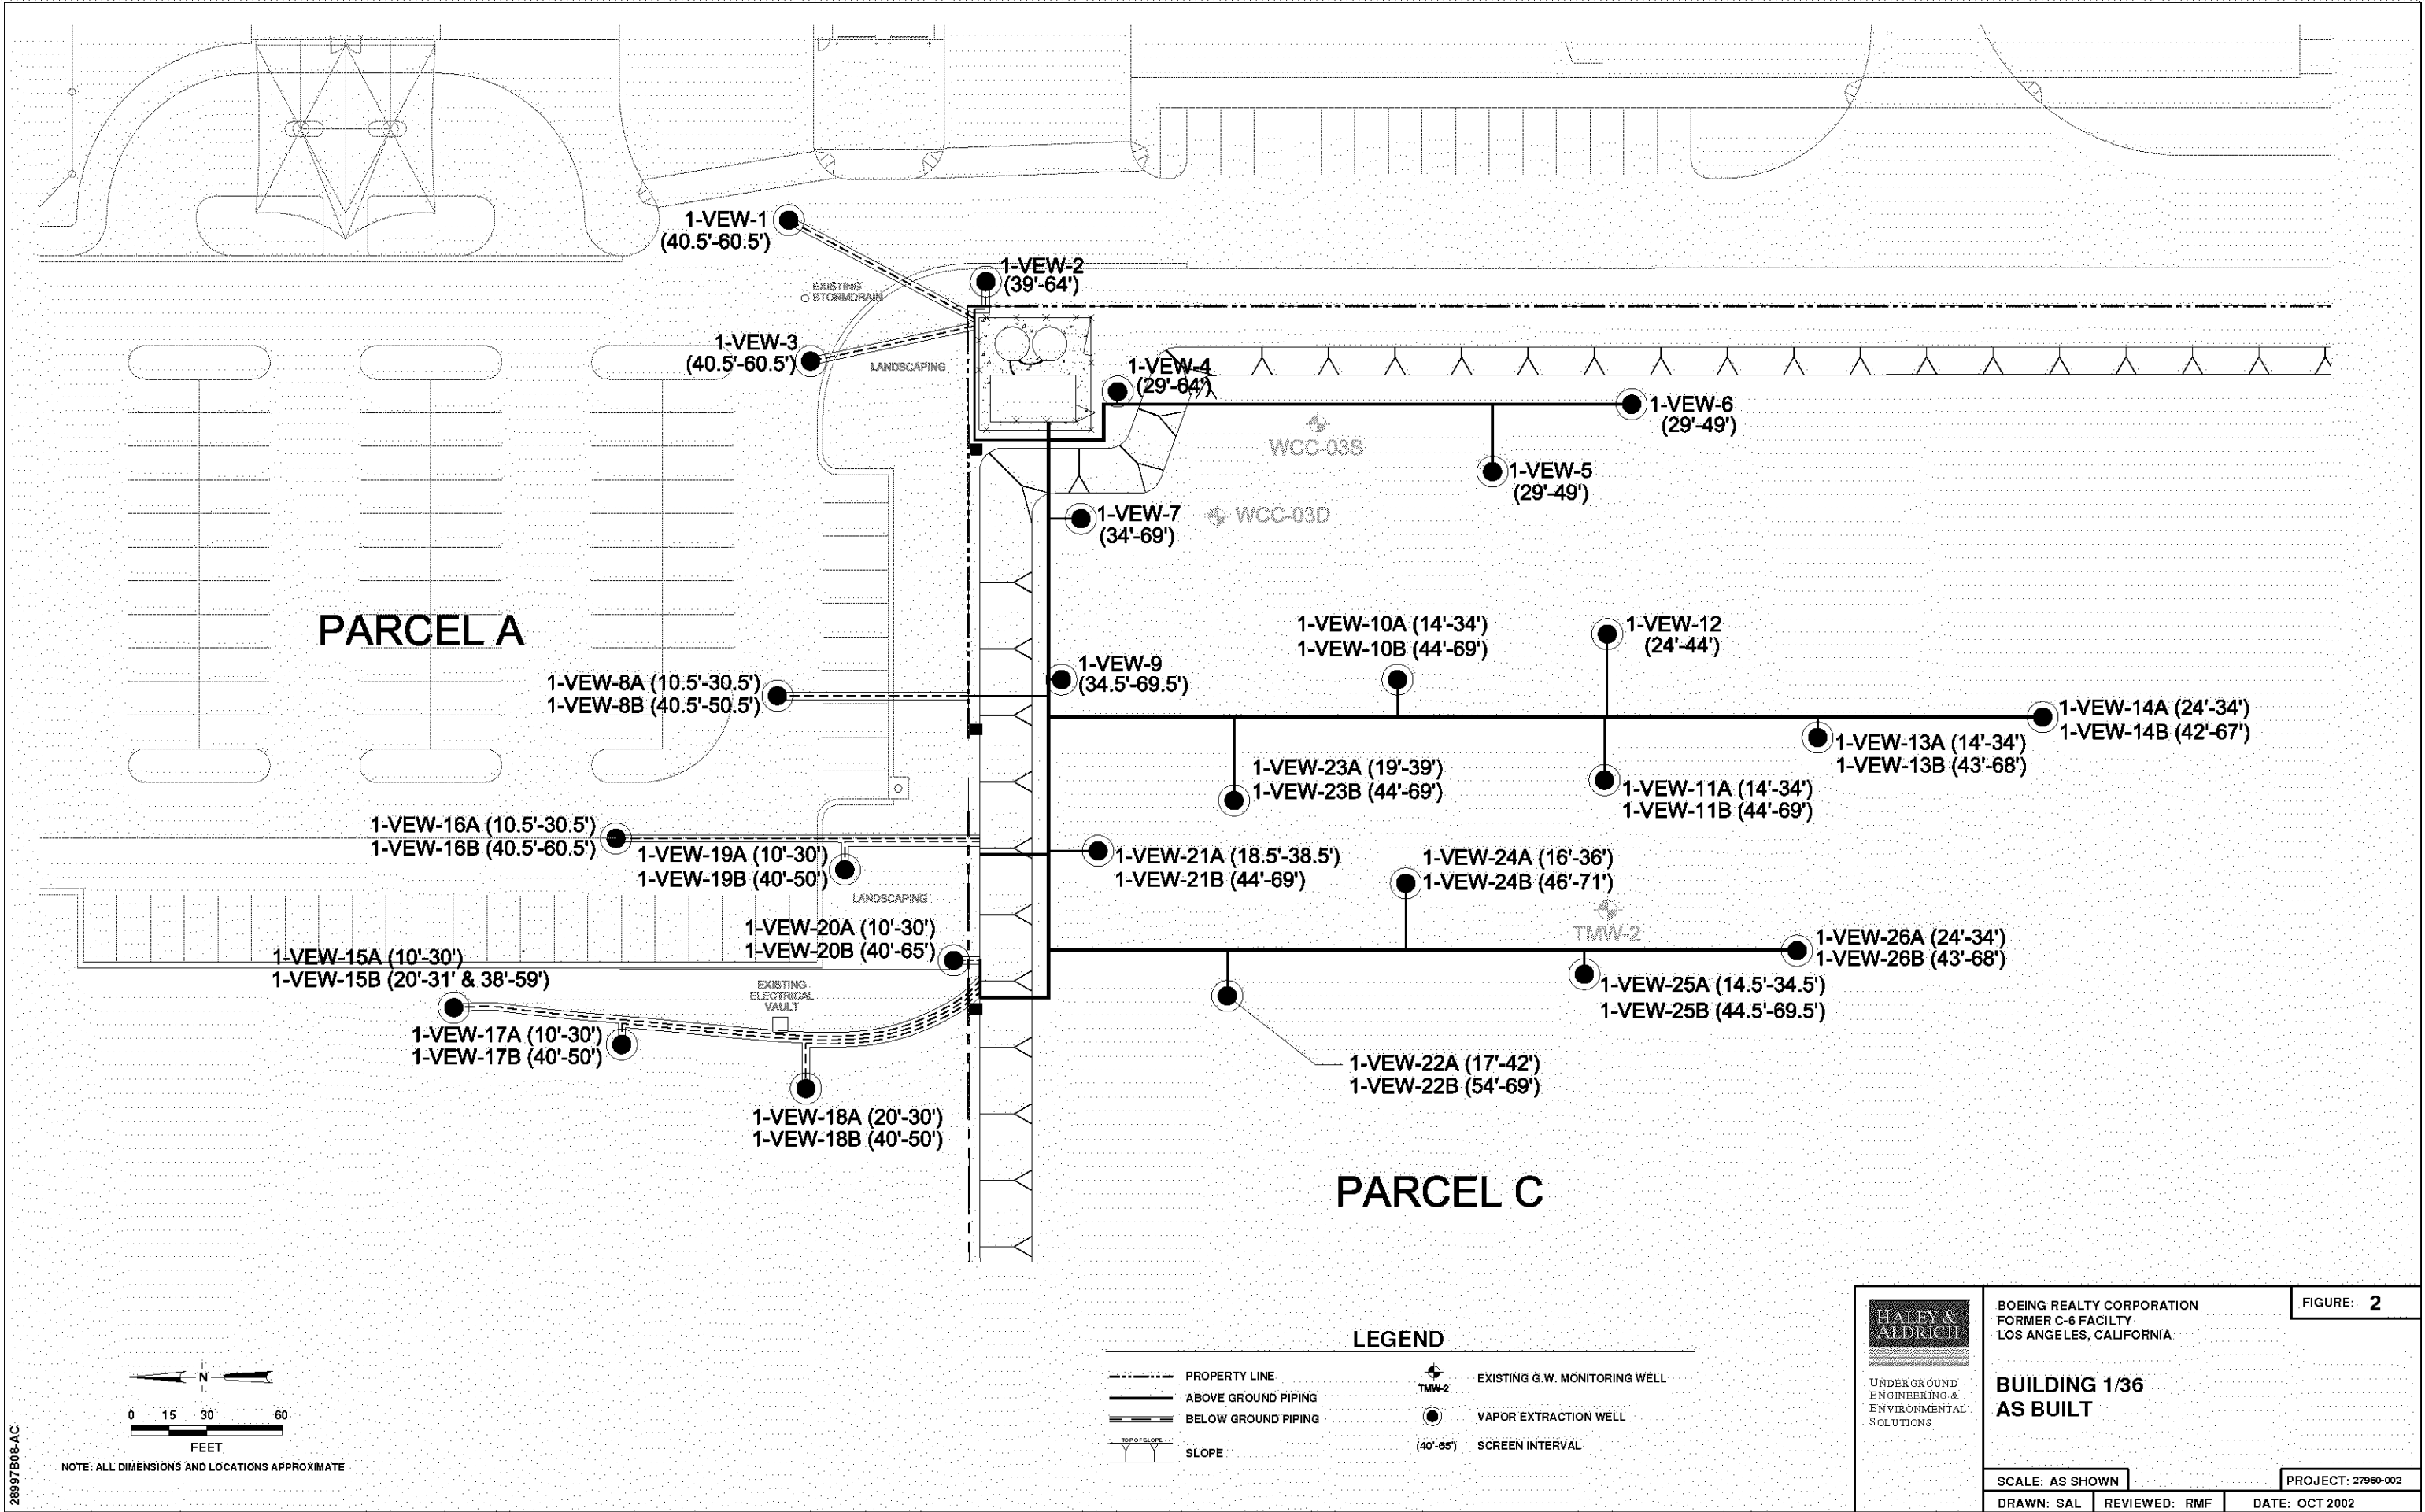 1-VEW-1
(40.5'-60.5')
1-VEW-2
(39'-64')
EXISTING
STORMDRAIN
1-VEW-3
(40.5'-60.5')
LANDSCAPING
1-VEW-4
(29'-64')
1-VEW-6
(29'-49')
WCC-03S
1-VEW-5
(29'-49')
1-VEW-7
(34'-69')
WCC-03D
PARCEL A
1-VEW-10A (14'-34')
1-VEW-10B (44'-69')
1-VEW-12
(24'-44')
1-VEW-9
(34.5'-69.5')
1-VEW-8A (10.5'-30.5')
1-VEW-8B (40.5'-50.5')
1-VEW-14A (24'-34')
1-VEW-14B (42'-67')
1-VEW-13A (14'-34')
1-VEW-13B (43'-68')
1-VEW-23A (19'-39')
1-VEW-23B (44'-69')
1-VEW-11A (14'-34')
1-VEW-11B (44'-69')
1-VEW-16A (10.5'-30.5')
1-VEW-16B (40.5'-60.5')
1-VEW-19A (10'-30')
1-VEW-19B (40'-50')
1-VEW-21A (18.5'-38.5')
1-VEW-21B (44'-69')
1-VEW-24A (16'-36')
1-VEW-24B (46'-71')
LANDSCAPING
TMW-2
1-VEW-20A (10'-30')
1-VEW-20B (40'-65')
1-VEW-26A (24'-34')
1-VEW-26B (43'-68')
1-VEW-15A (10'-30')
1-VEW-15B (20'-31' & 38'-59')
EXISTING
ELECTRICAL
VAULT
1-VEW-25A (14.5'-34.5')
1-VEW-25B (44.5'-69.5')
1-VEW-17A (10'-30')
1-VEW-17B (40'-50')
1-VEW-22A (17'-42')
1-VEW-22B (54'-69')
1-VEW-18A (20'-30')
1-VEW-18B (40'-50')
PARCEL C
N
0 15 30 60
FEET
NOTE: ALL DIMENSIONS AND LOCATIONS APPROXIMATE
28997B08-AC
LEGEND
PROPERTY LINE
ABOVE GROUND PIPING
BELOW GROUND PIPING
TOP OF SLOPE
SLOPE
TMW-2
EXISTING G.W. MONITORING WELL
VAPOR EXTRACTION WELL
(40'-65') SCREEN INTERVAL
HALEY &
ALDRICH
UNDERGROUND
ENGINEERING &
ENVIRONMENTAL
SOLUTIONS
BOEING REALTY CORPORATION
FORMER C-6 FACILTY
LOS ANGELES, CALIFORNIA
FIGURE: 2
BUILDING 1/36
AS BUILT
SCALE: AS SHOWN
PROJECT: 27960-002
DRAWN: SAL
REVIEWED: RMF
DATE: OCT 2002